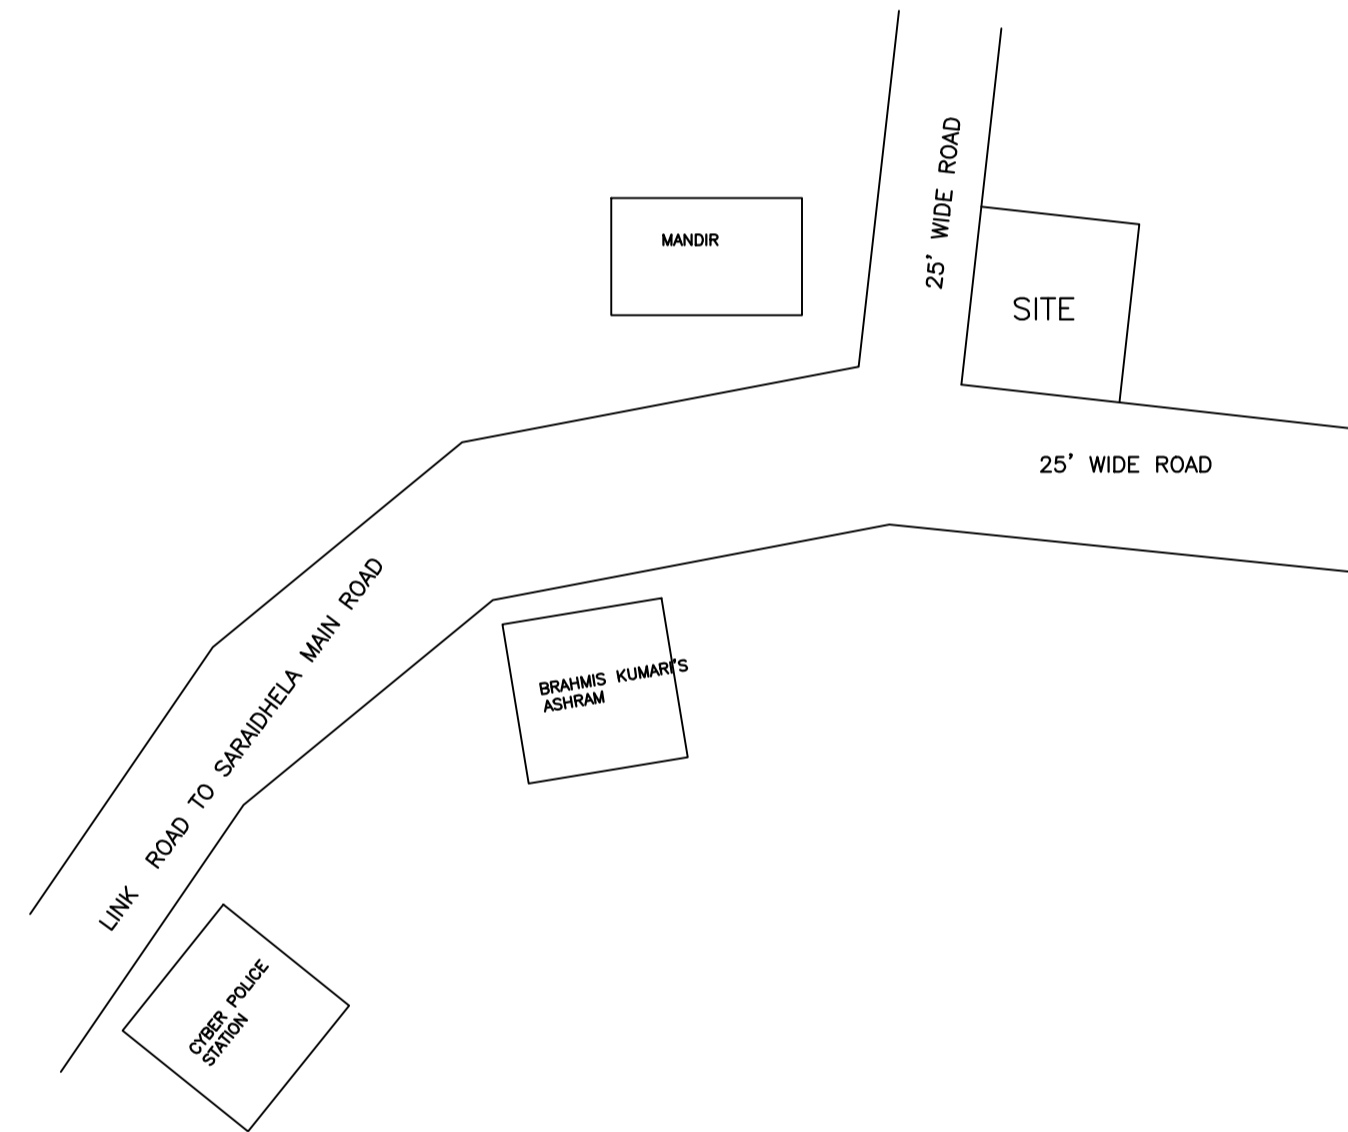 25' WIDE ROAD
MANDIR
SITE
25' WIDE ROAD
LINK ROAD TO SARAIDHELA MAIN ROAD
BRAHMIS KUMARI'S
ASHRAM
CYBER POLICE
STATION